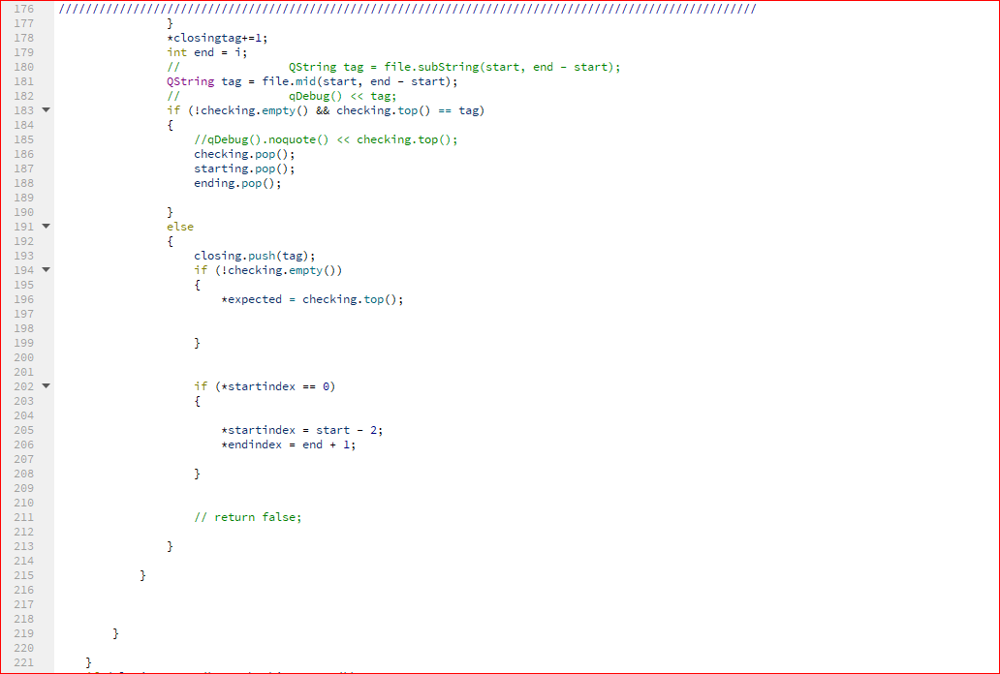 176 ///////////////////////////////////////////////////////////////////////////////////////////////////////
177 }
178 *closingtag+=1;
179 int end = i;
180 // QString tag = file.subString(start, end - start);
181 QString tag = file.mid(start, end - start);
182 // qDebug() << tag;
183 if (!checking.empty() && checking.top() == tag)
184 {
185 //qDebug().noquote() << checking.top();
186 checking.pop();
187 starting.pop();
188 ending.pop();
189
190 }
191 else
192 {
193 closing.push(tag);
194 if (!checking.empty())
195 {
196 *expected = checking.top();
197
198
199 }
200
201
202 if (*startindex == 0)
203 {
204
205 *startindex = start - 2;
206 *endindex = end + 1;
207
208 }
209
210
211 // return false;
212
213 }
214
215 }
216
217
218
219 }
220
221 }